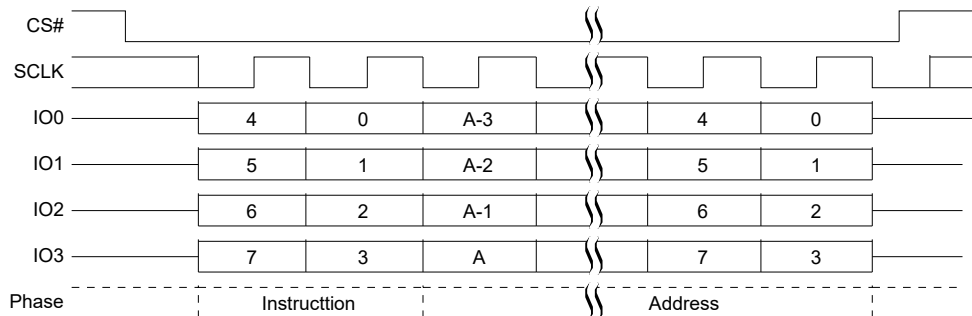 CS#
SCLK
IO0 4 0 A-3 4 0
IO1 5 1 A-2 5 1
IO2 6 2 A-1 6 2
IO3 7 3 A 7 3
Phase Instructtion Address